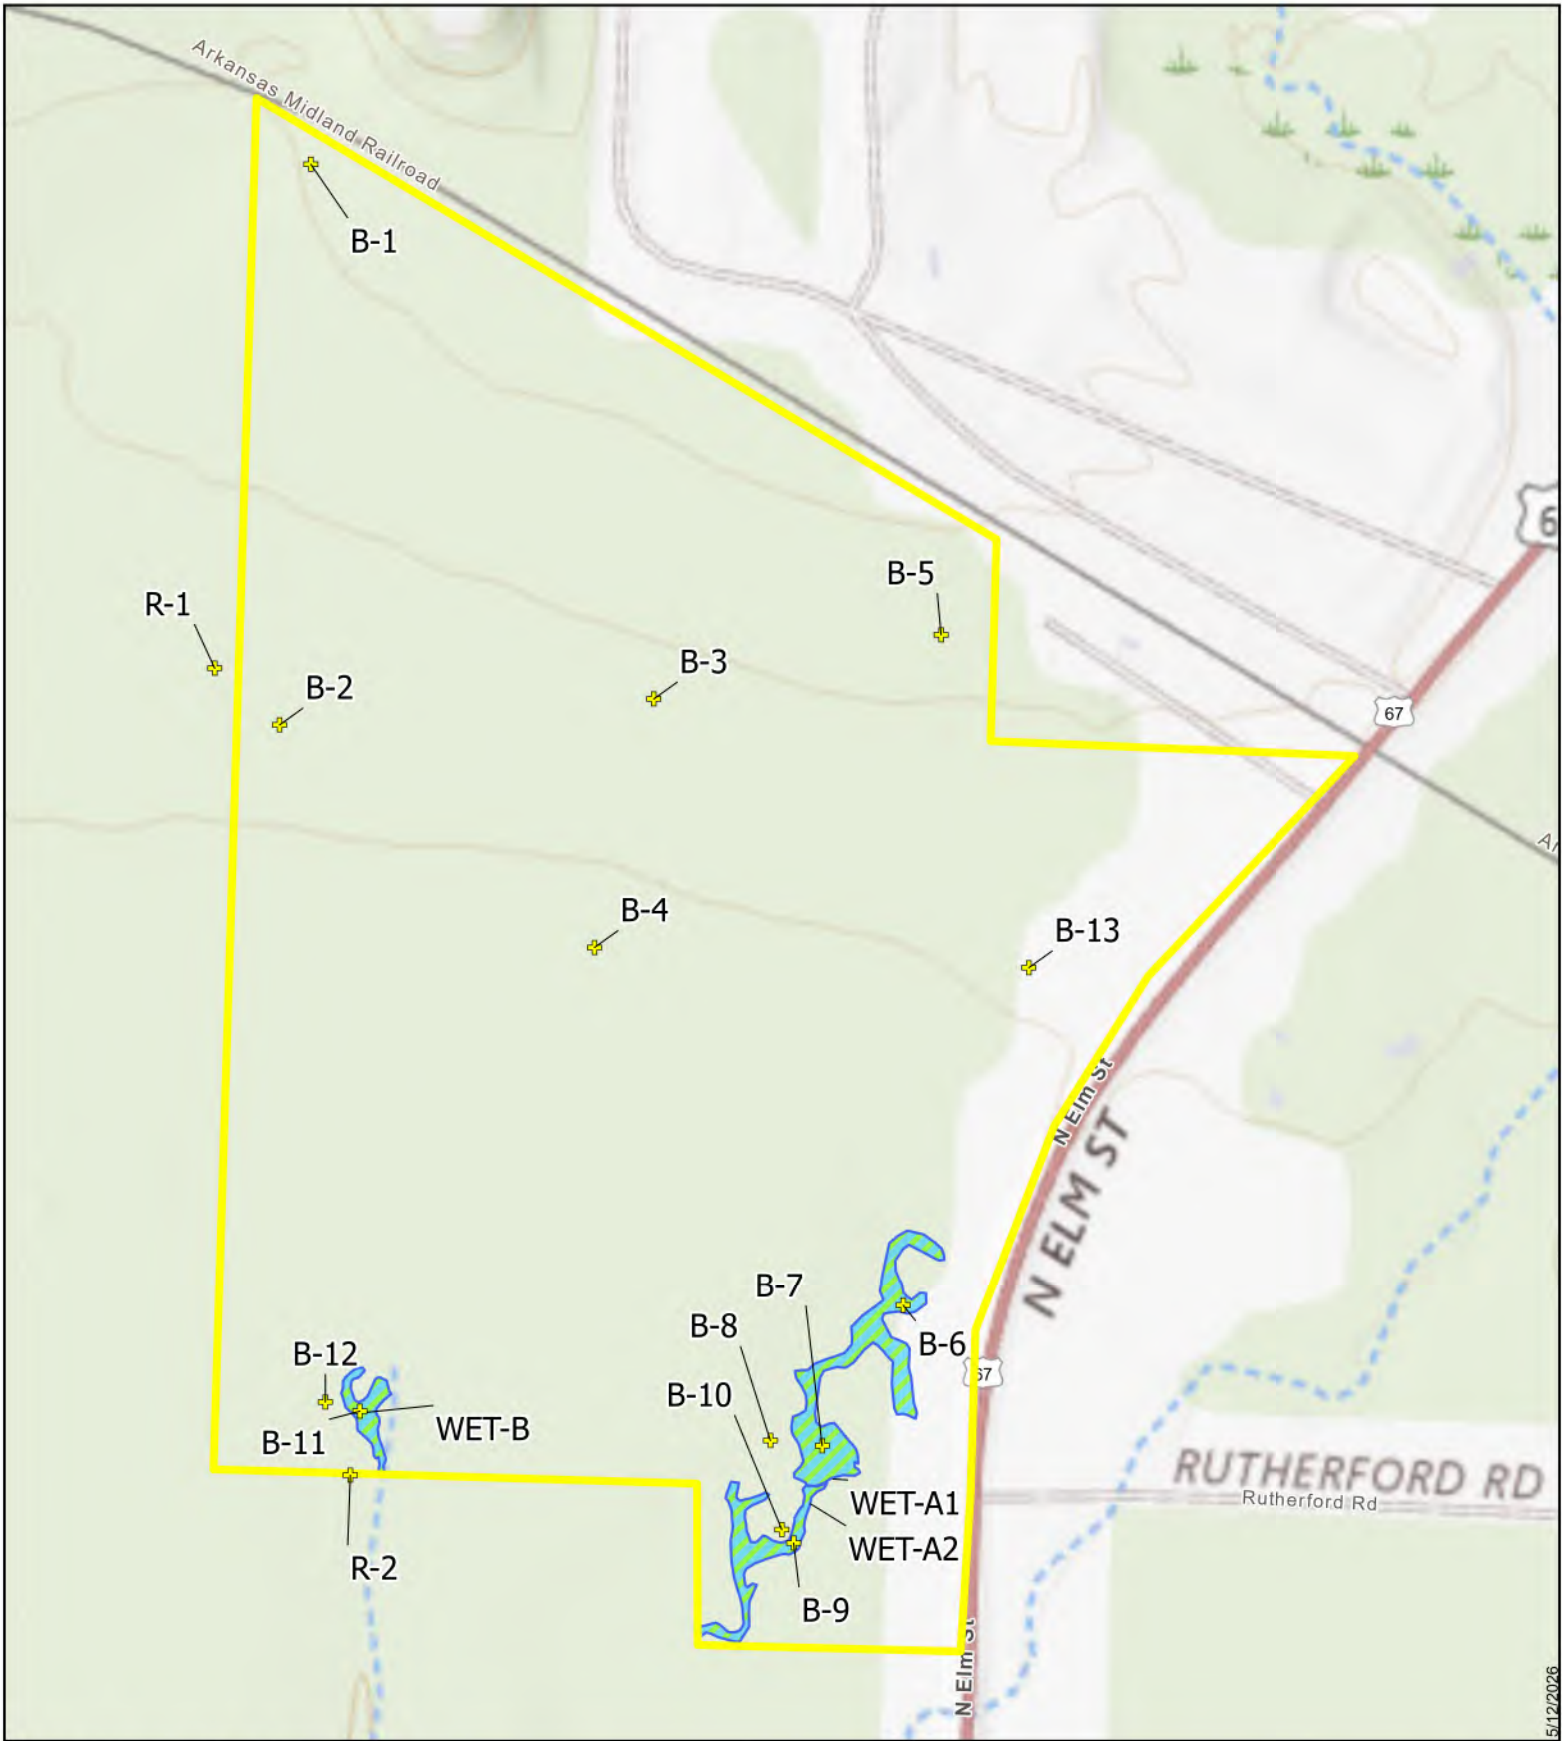 Arkansas Midland Railroad
B-1
6
B-5
R-1
B-3
B-2
67
B-4
B-13
N Elm St
N ELM ST
B-7
B-8
B-6
B-12
67
B-10
WET-B
B-11
RUTHERFORD RD
WET-A1
Rutherford Rd
WET-A2
R-2
B-9
N Elm St
5/12/2026